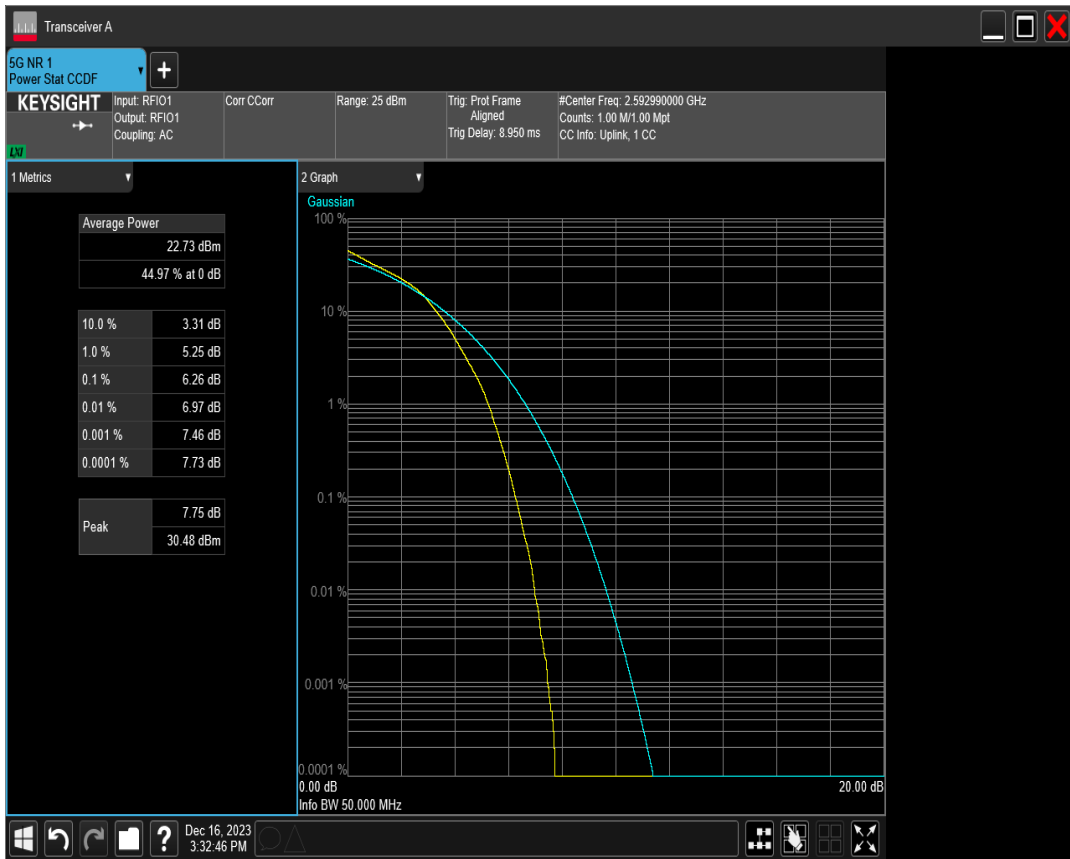 Transceiver A
5G NR 1
Power Stat CCDF
+
KEYSIGHT
LXI
Input: RFIO1
Output: RFIO1
Coupling: AC
Corr CCorr
Range: 25 dBm
Trig: Prot Frame
Aligned
Trig Delay: 8.950 ms
#Center Freq: 2.592990000 GHz
Counts: 1.00 M/1.00 Mpt
CC Info: Uplink, 1 CC
1 Metrics
Average Power
22.73 dBm
44.97 % at 0 dB
10.0 % 3.31 dB
1.0 % 5.25 dB
0.1 % 6.26 dB
0.01 % 6.97 dB
0.001 % 7.46 dB
0.0001 % 7.73 dB
Peak 7.75 dB
30.48 dBm
2 Graph
Gaussian
100 %
10 %
1 %
0.1 %
0.01 %
0.001 %
0.0001 %
0.00 dB 20.00 dB
Info BW 50.000 MHz
?
Dec 16, 2023
3:32:46 PM